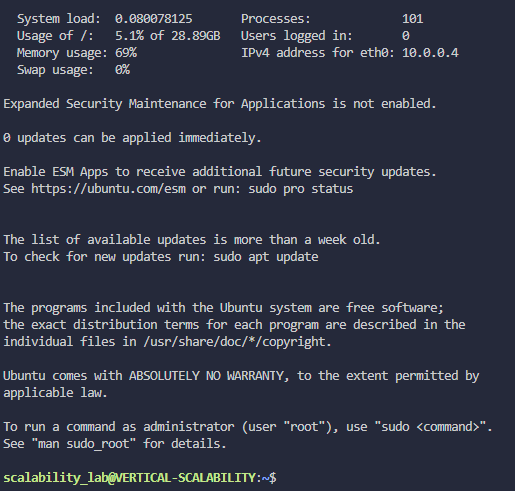 System load:  0.080078125      Processes:             101
Usage of /:   5.1% of 28.89GB   Users logged in:       0
Memory usage: 69%               IPv4 address for eth0: 10.0.0.4
Swap usage:   0%
Expanded Security Maintenance for Applications is not enabled.
0 updates can be applied immediately.
Enable ESM Apps to receive additional future security updates.
See https://ubuntu.com/esm or run: sudo pro status
The list of available updates is more than a week old.
To check for new updates run: sudo apt update
The programs included with the Ubuntu system are free software;
the exact distribution terms for each program are described in the
individual files in /usr/share/doc/*/copyright.
Ubuntu comes with ABSOLUTELY NO WARRANTY, to the extent permitted by
applicable law.
To run a command as administrator (user "root"), use "sudo <command>".
See "man sudo_root" for details.
scalability_lab@VERTICAL-SCALABILITY:~$